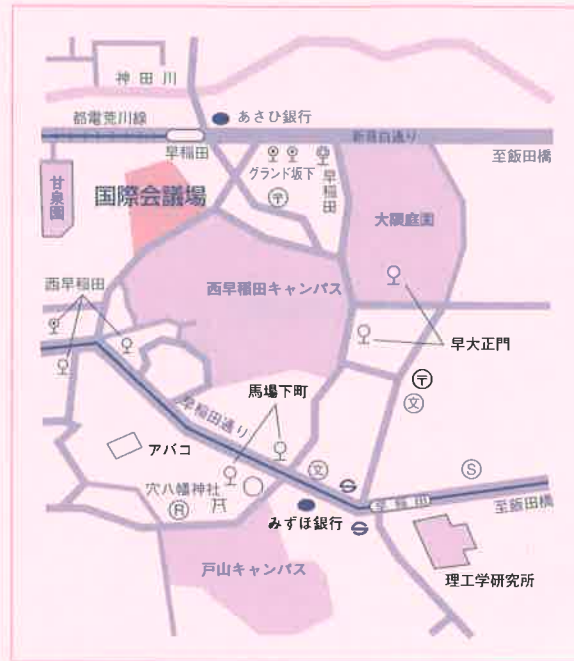 神田川
都電荒川線
あさひ銀行
早稲田
新目白通り
至飯田橋
甘泉園
国際会議場
グランド坂下
早稲田
〒
大隈庭園
西早稲田
西早稲田キャンパス
早大正門
〒
文
馬場下町
早稲田通り
アバコ
文
S
穴八幡神社
R
みずほ銀行
早稲田
至飯田橋
戸山キャンパス
理工学研究所